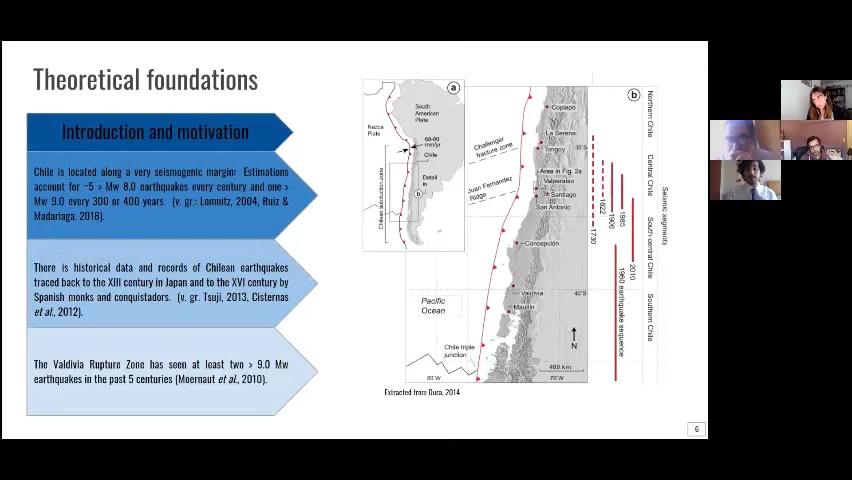 Theoretical foundations
Introduction and motivation
Chile is located along a very seismogenic margin: Estimations
account for ~5 > Mw 8.0 earthquakes every century and one >
Mw 9.0 every 300 or 400 years. (v. gr.: Lomnitz, 2004, Ruiz &
Madariaga, 2018).
There is historical data and records of Chilean earthquakes
traced back to the XIII century in Japan and to the XVI century by
Spanish monks and conquistadors. (v. gr. Tsuji, 2013, Cisternas
et al., 2012).
The Valdivia Rupture Zone has seen at least two > 9.0 Mw
earthquakes in the past 5 centuries (Moernaut et al., 2010).
a
South
American
Plate
Nazca
Plate
68-80
mm/yr
Chile
Detail
in
b
Chilean subduction zone
b
Copiapó
La Serena
Tongoy
30°S
Challenger
fracture zone
Area in Fig. 2a
Valparaíso
Santiago
San Antonio
Juan Fernandez
Ridge
Concepción
Valdivia
40°S
Maullín
Pacific
Ocean
N
Chile triple
junction
400 km
80°W
70°W
1730
1822
1906
1985
2010
1960 earthquake sequence
Northern Chile
Central Chile
South-central Chile
Southern Chile
Seismic segments
Extracted from Dura, 2014
6